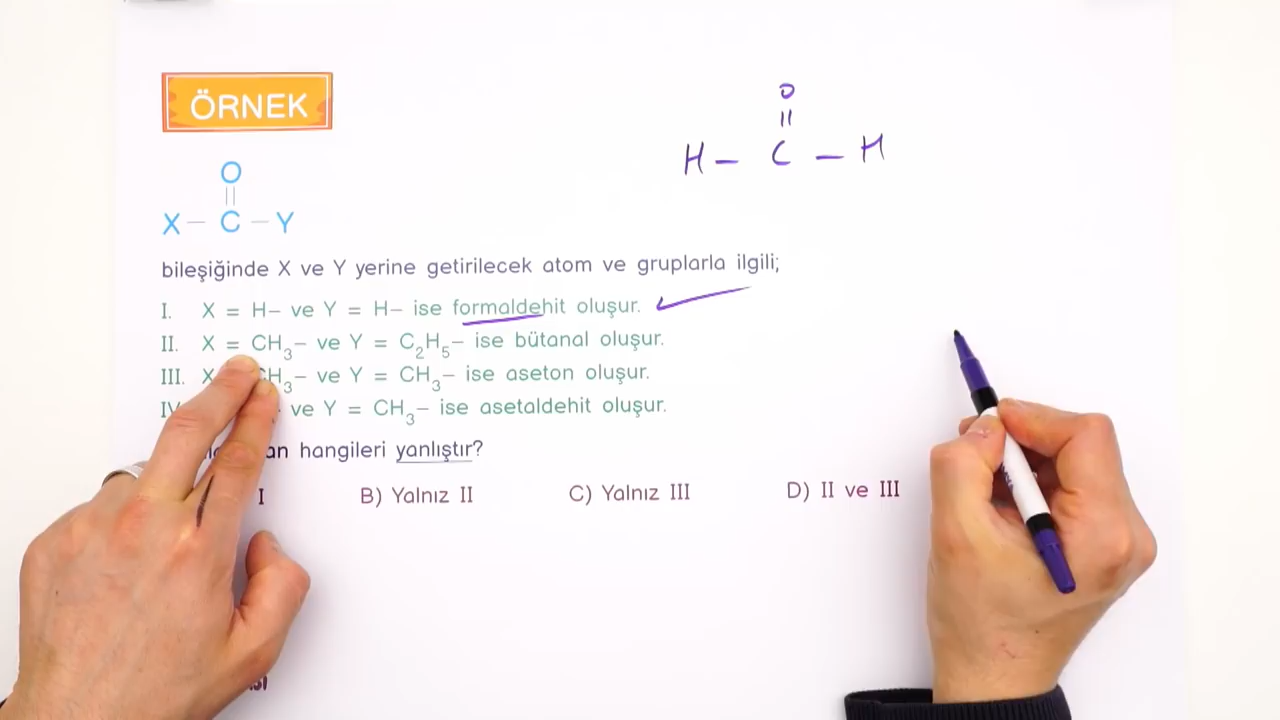 ÖRNEK
O
||
X – C – Y
O
||
H – C – H
bileşiğinde X ve Y yerine getirilecek atom ve gruplarla ilgili;
I. X = H– ve Y = H– ise formaldehit oluşur.
II. X = CH₃– ve Y = C₂H₅– ise bütanal oluşur.
III. X CH₃– ve Y = CH₃– ise aseton oluşur.
ve Y = CH₃– ise asetaldehit oluşur.
hangileri yanlıştır?
I B) Yalnız II C) Yalnız III D) II ve III